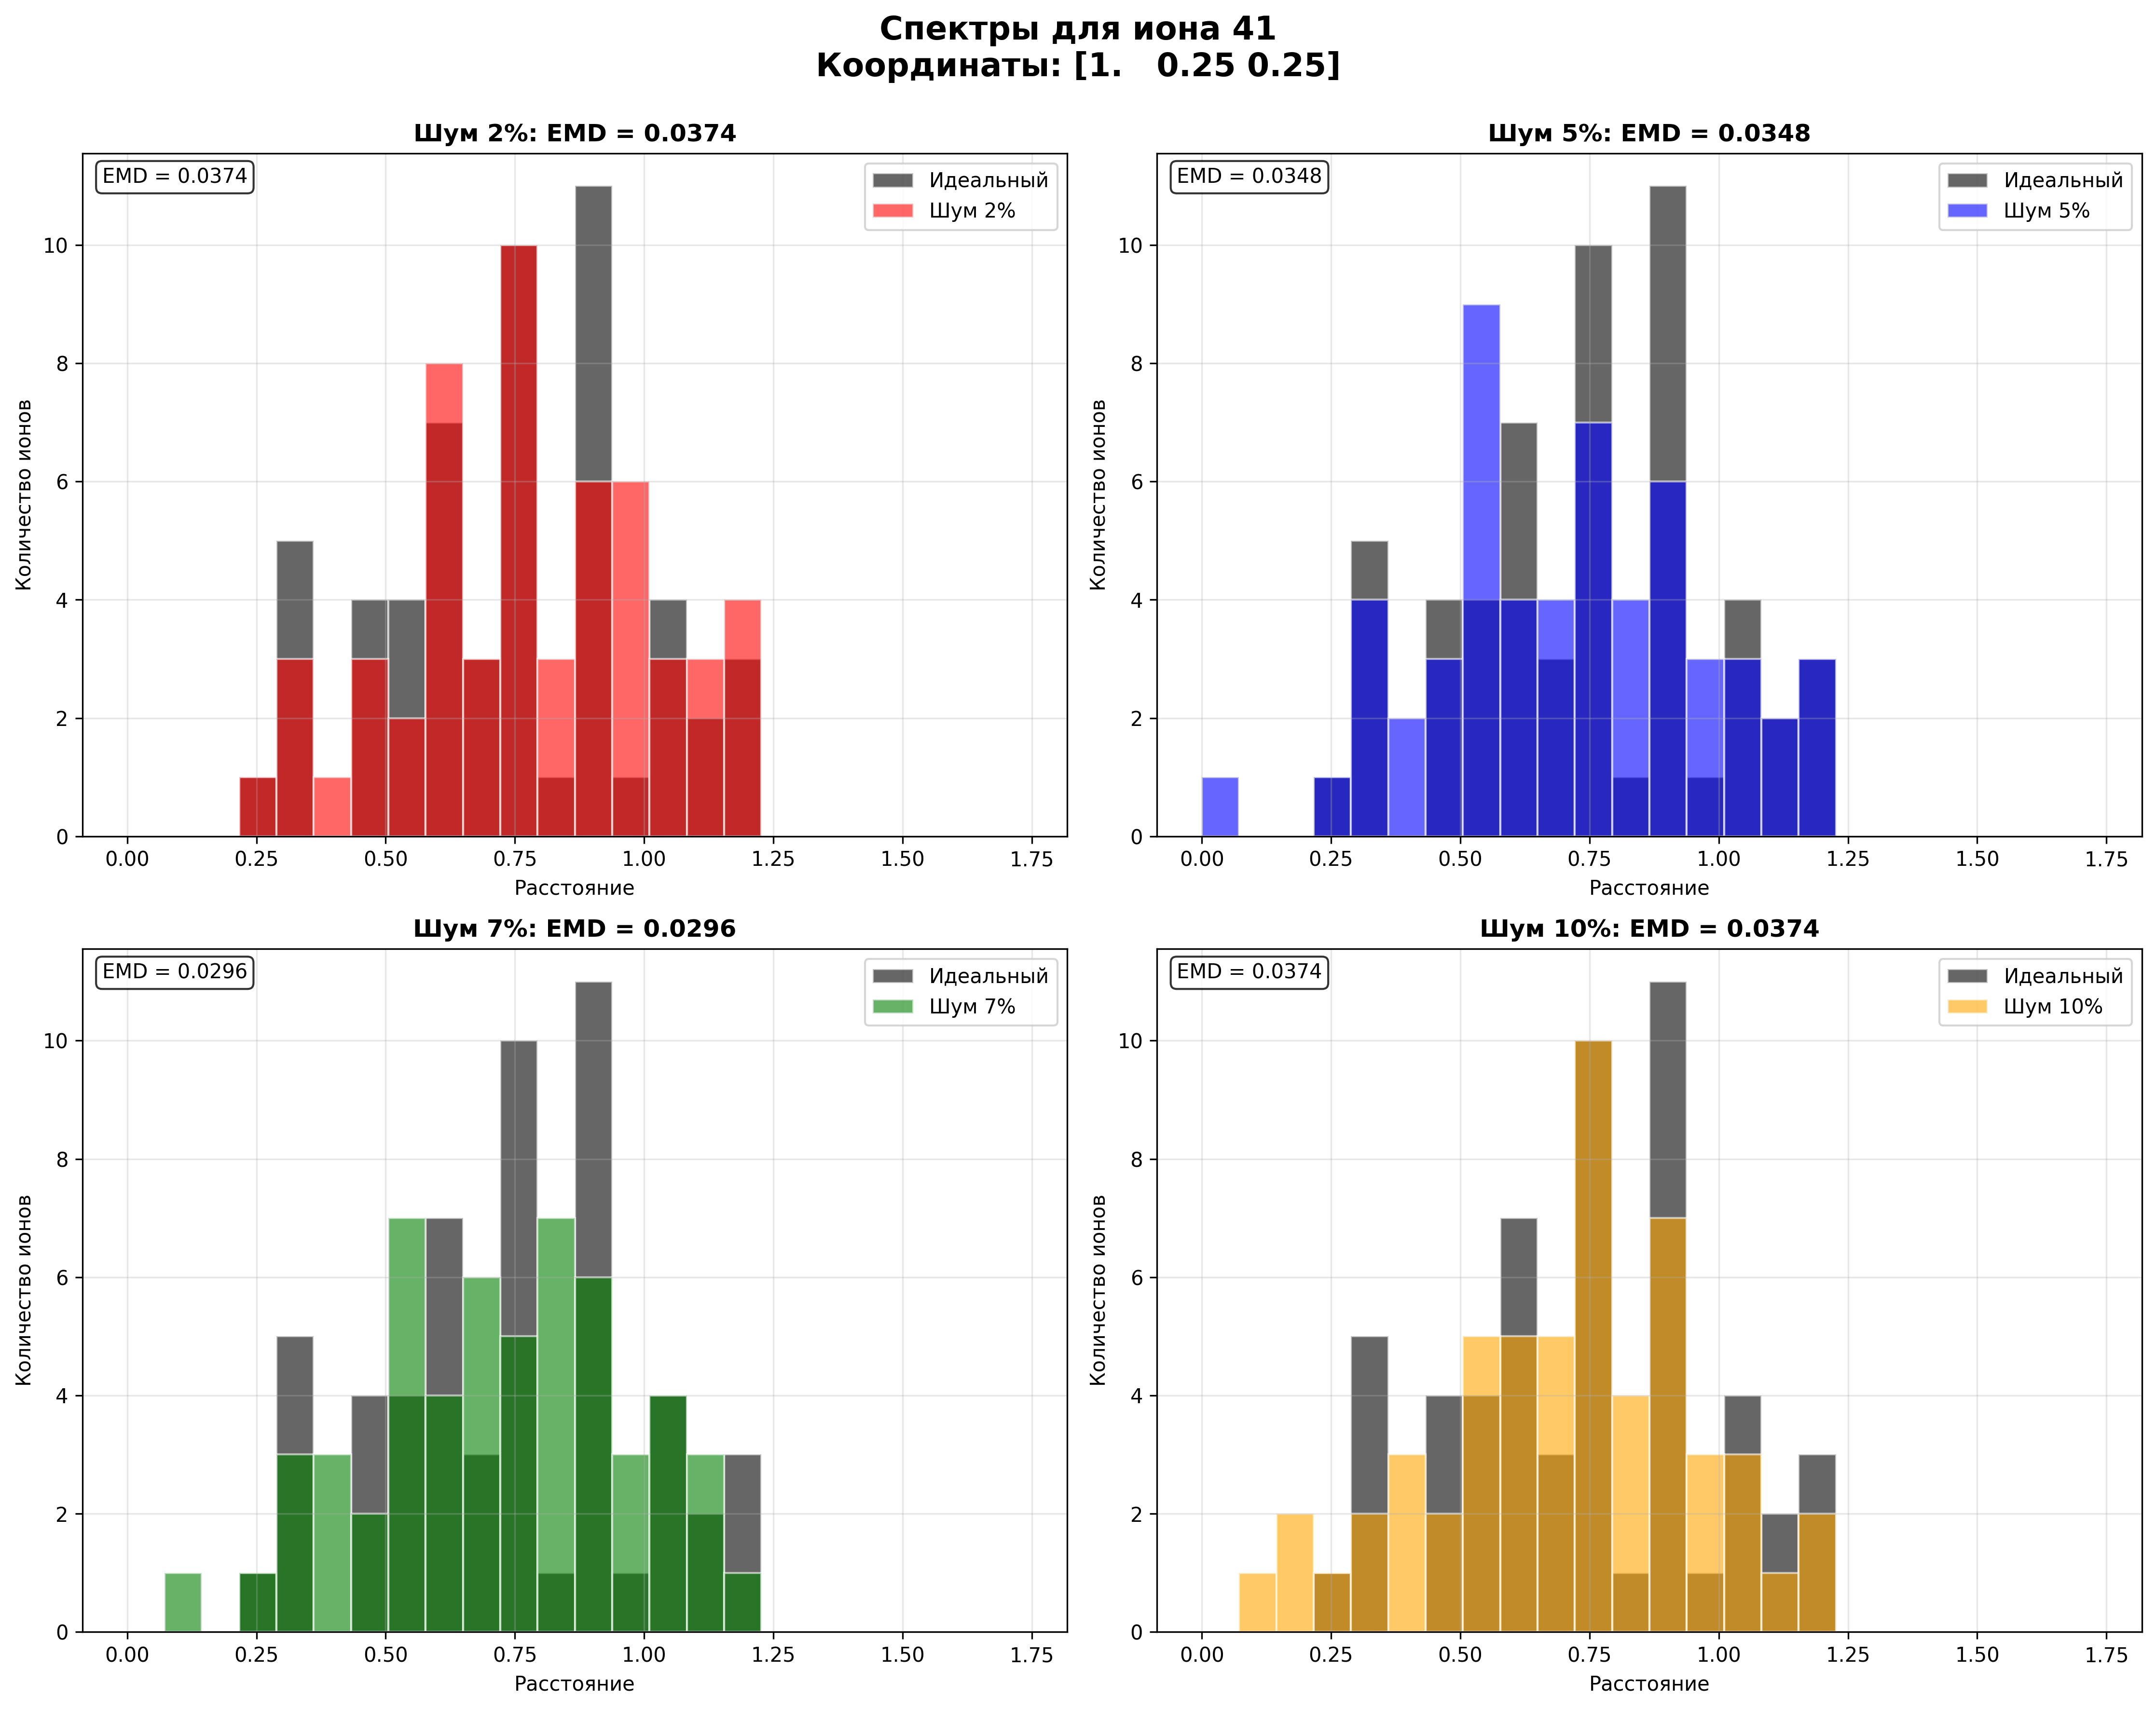 Спектры для иона 41
Координаты: [1.   0.25 0.25]
Шум 2%: EMD = 0.0374
EMD = 0.0374
Идеальный
Шум 2%
Количество ионов
10
8
6
4
2
0
0.00 0.25 0.50 0.75 1.00 1.25 1.50 1.75
Расстояние
Шум 5%: EMD = 0.0348
EMD = 0.0348
Идеальный
Шум 5%
Количество ионов
10
8
6
4
2
0
0.00 0.25 0.50 0.75 1.00 1.25 1.50 1.75
Расстояние
Шум 7%: EMD = 0.0296
EMD = 0.0296
Идеальный
Шум 7%
Количество ионов
10
8
6
4
2
0
0.00 0.25 0.50 0.75 1.00 1.25 1.50 1.75
Расстояние
Шум 10%: EMD = 0.0374
EMD = 0.0374
Идеальный
Шум 10%
Количество ионов
10
8
6
4
2
0
0.00 0.25 0.50 0.75 1.00 1.25 1.50 1.75
Расстояние